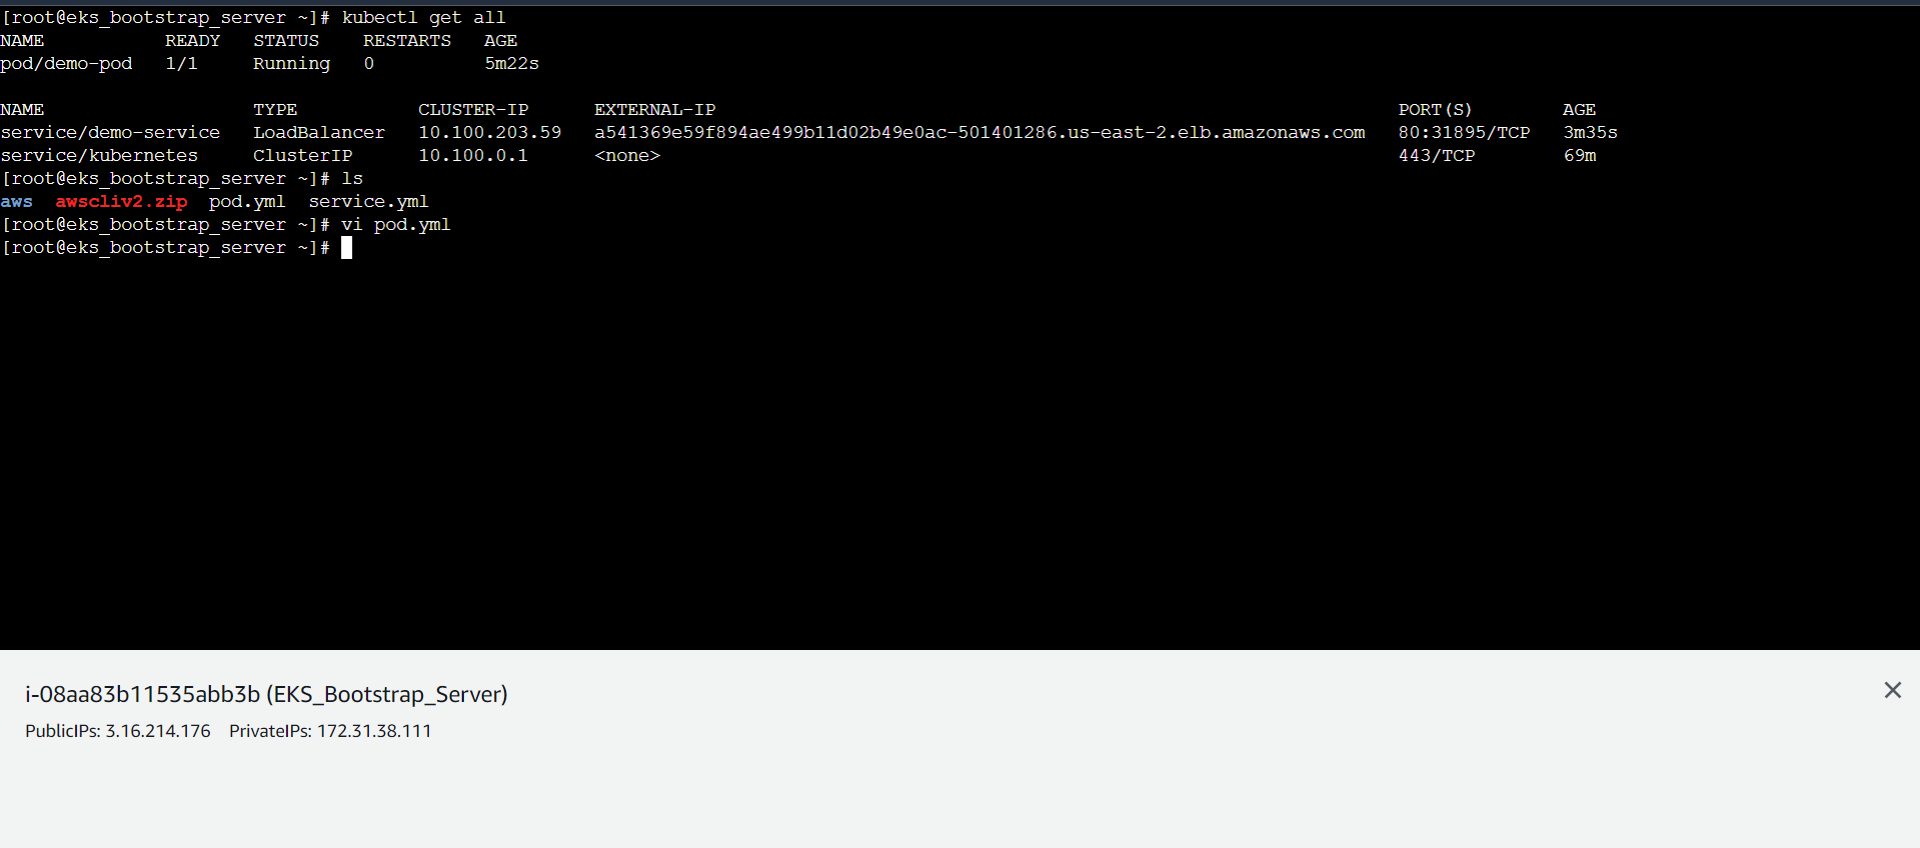 [root@eks_bootstrap_server ~]# kubectl get all
NAME READY STATUS RESTARTS AGE
pod/demo-pod 1/1 Running 0 5m22s
NAME TYPE CLUSTER-IP EXTERNAL-IP PORT(S) AGE
service/demo-service LoadBalancer 10.100.203.59 a541369e59f894ae499b11d02b49e0ac-501401286.us-east-2.elb.amazonaws.com 80:31895/TCP 3m35s
service/kubernetes ClusterIP 10.100.0.1 <none> 443/TCP 69m
[root@eks_bootstrap_server ~]# ls
aws awscliv2.zip pod.yml service.yml
[root@eks_bootstrap_server ~]# vi pod.yml
[root@eks_bootstrap_server ~]#
i-08aa83b11535abb3b (EKS_Bootstrap_Server)
PublicIPs: 3.16.214.176 PrivateIPs: 172.31.38.111